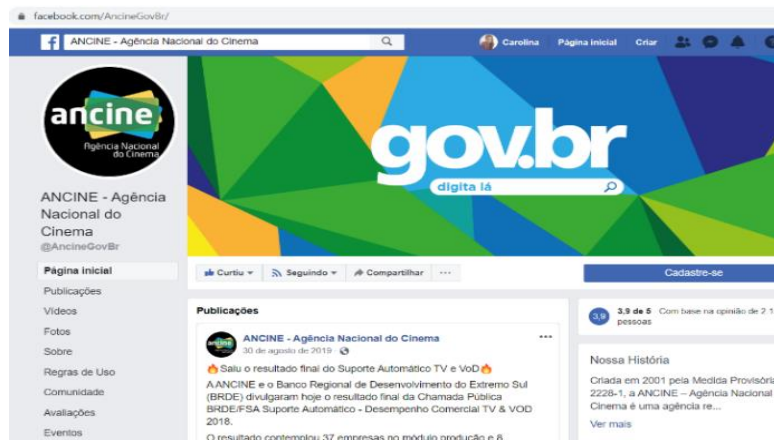 facebook.com/AncineGovBr/
ANCINE - Agência Nacional do Cinema
Carolina Página inicial Criar
ancine
Agência Nacional
do Cinema
gov.br
digita lá
ANCINE - Agência
Nacional do
Cinema
@AncineGovBr
Página inicial
Publicações
Vídeos
Fotos
Sobre
Regras de Uso
Comunidade
Avaliações
Eventos
Curtiu Seguindo Compartilhar ...
Cadastre-se
Publicações
ANCINE - Agência Nacional do Cinema
30 de agosto de 2019
Saiu o resultado final do Suporte Automático TV e VoD
A ANCINE e o Banco Regional de Desenvolvimento do Extremo Sul
(BRDE) divulgaram hoje o resultado final da Chamada Pública
BRDE/FSA Suporte Automático - Desempenho Comercial TV & VOD
2018.
O resultado contemplou 37 empresas no módulo produção e 8
3,9
3,9 de 5 Com base na opinião de 2 1
pessoas
Nossa História
Criada em 2001 pela Medida Provisória
2228-1, a ANCINE – Agência Nacional
Cinema é uma agência re...
Ver mais